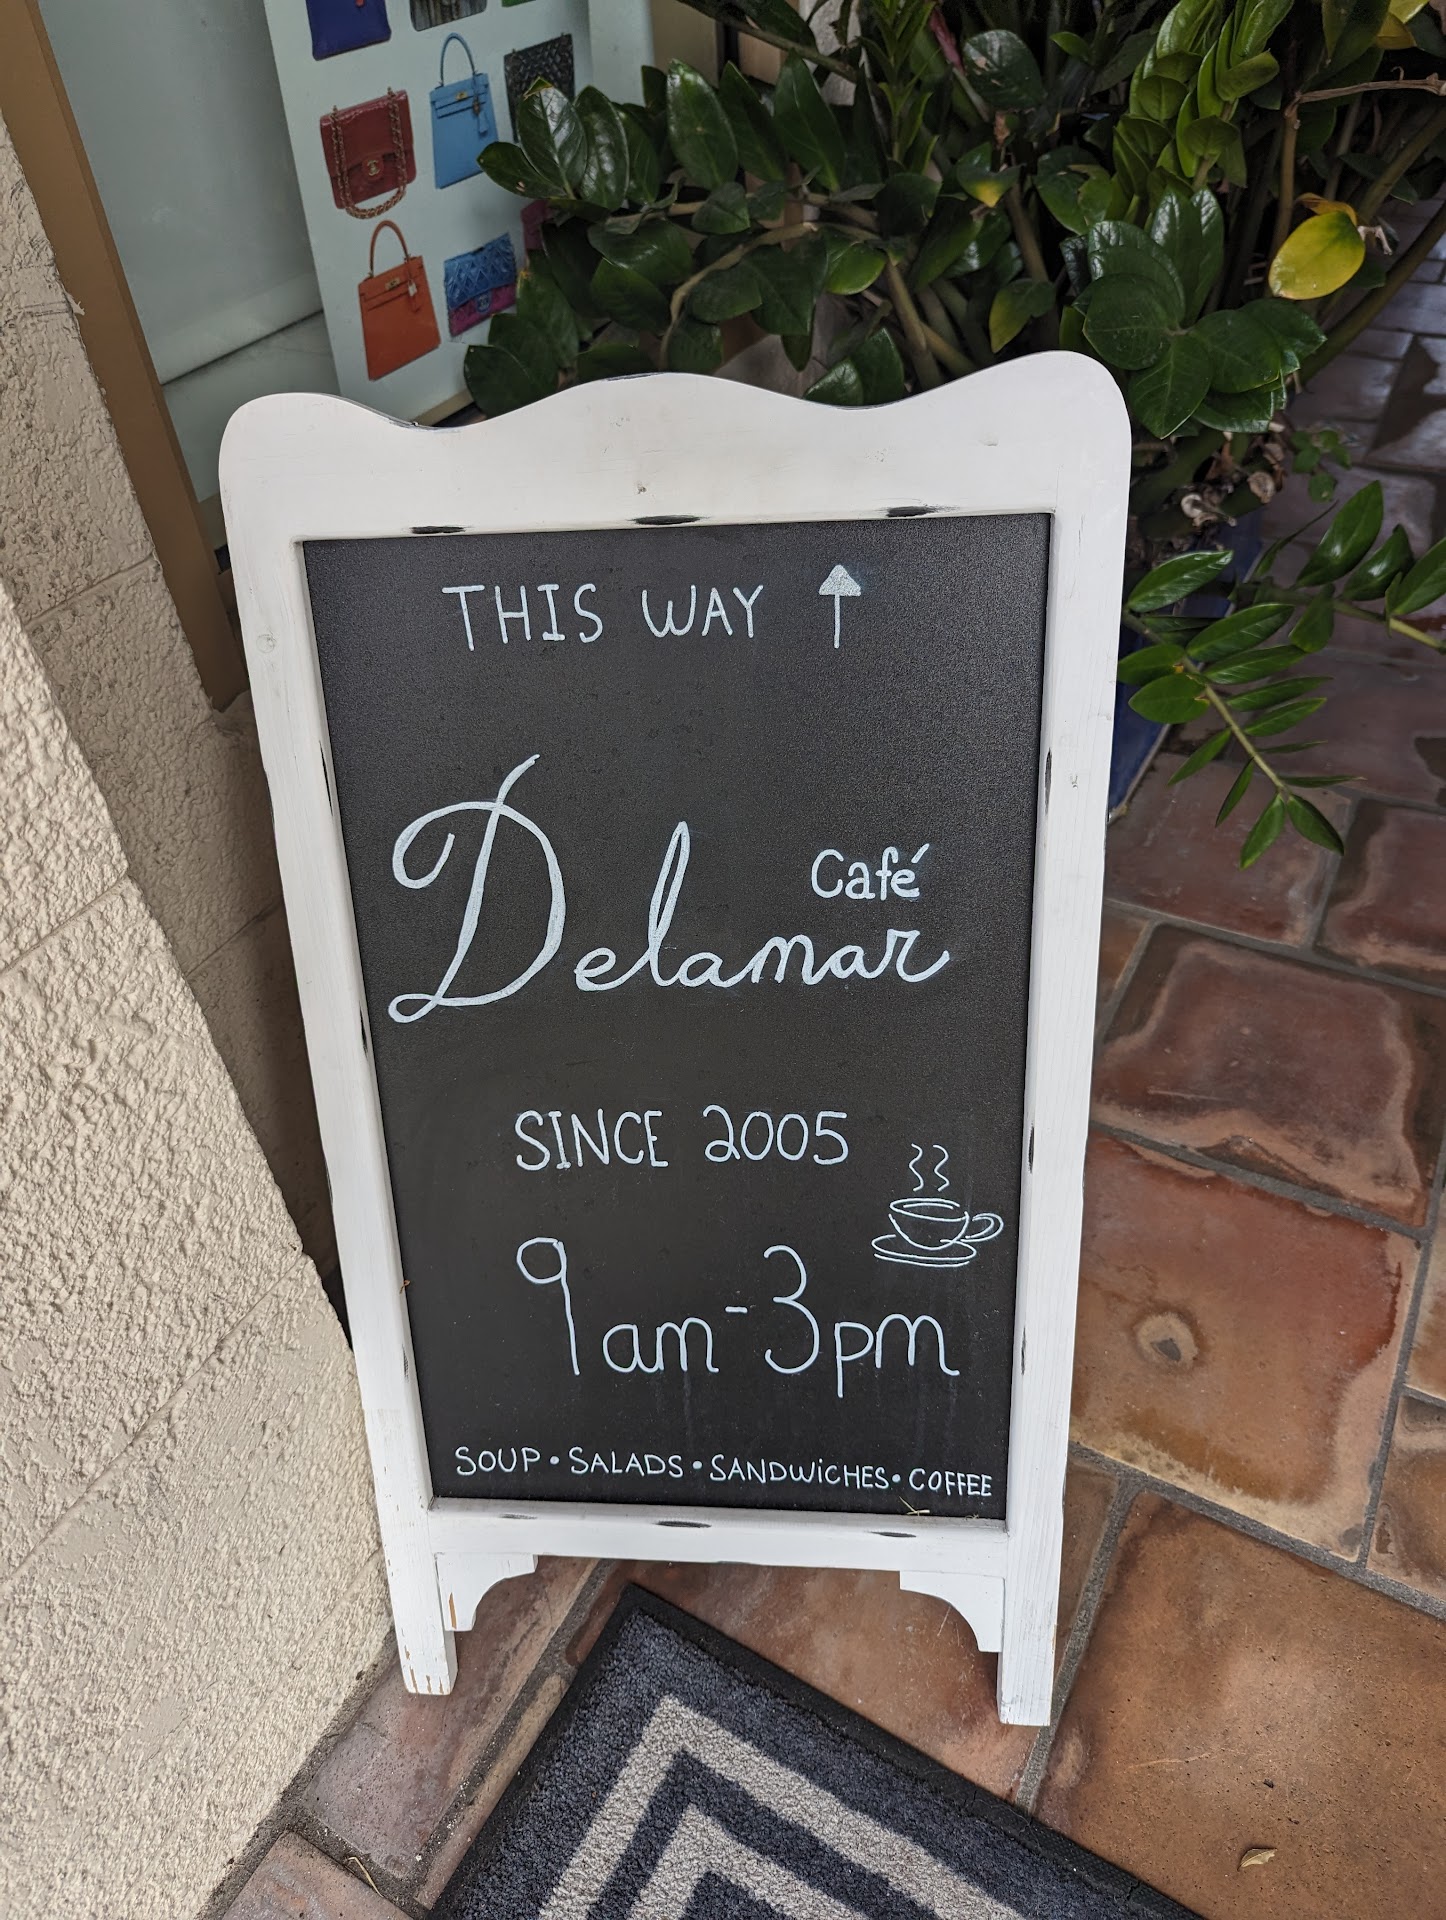 THIS WAY ↑
Café
Delamar
SINCE 2005
9am-3pm
SOUP • SALADS • SANDWiCHES • COFFEE